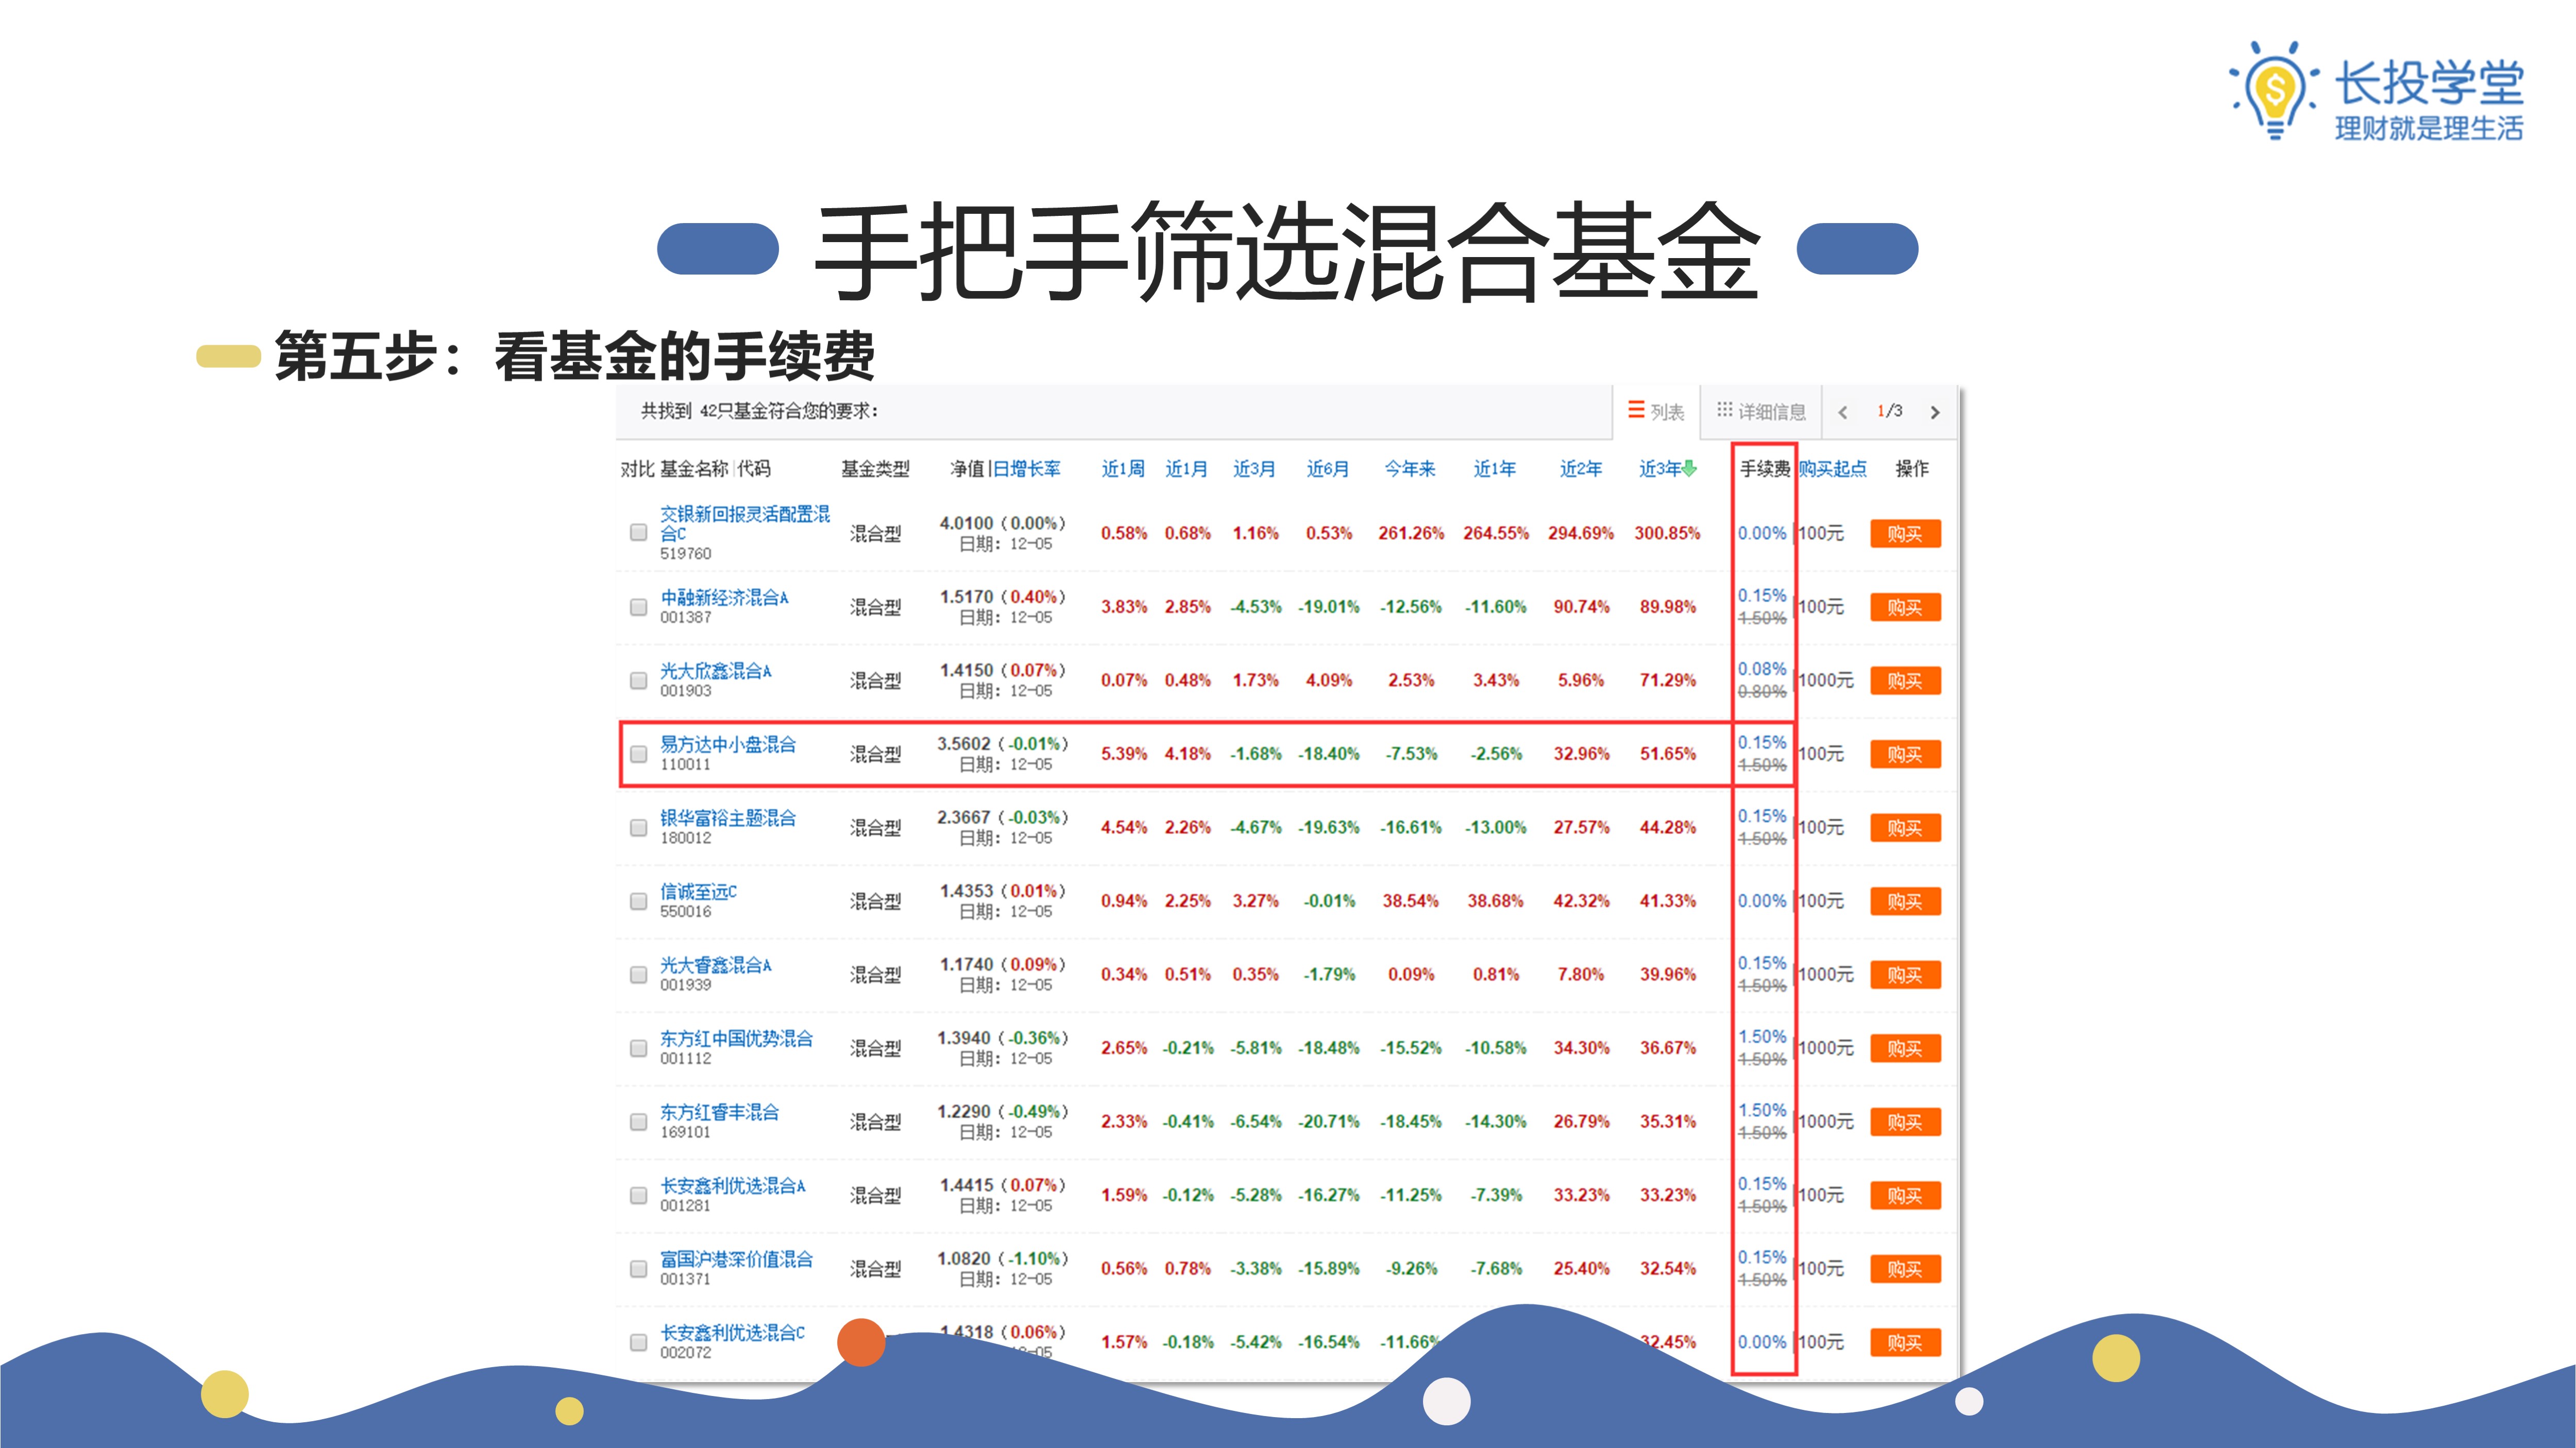 长投学堂
理财就是理生活
手把手筛选混合基金
第五步：看基金的手续费
共找到 42只基金符合您的要求：
列表 详细信息 1/3
对比 基金名称|代码 基金类型 净值|日增长率 近1周 近1月 近3月 近6月 今年来 近1年 近2年 近3年 手续费 购买起点 操作
交银新回报灵活配置混
合C
519760
混合型 4.0100（0.00%）
日期：12-05
0.58% 0.68% 1.16% 0.53% 261.26% 264.55% 294.69% 300.85% 0.00% 100元 购买
中融新经济混合A
001387
混合型 1.5170（0.40%）
日期：12-05
3.83% 2.85% -4.53% -19.01% -12.56% -11.60% 90.74% 89.98% 0.15%
1.50%
100元 购买
光大欣鑫混合A
001903
混合型 1.4150（0.07%）
日期：12-05
0.07% 0.48% 1.73% 4.09% 2.53% 3.43% 5.96% 71.29% 0.08%
0.80%
1000元 购买
易方达中小盘混合
110011
混合型 3.5602（-0.01%）
日期：12-05
5.39% 4.18% -1.68% -18.40% -7.53% -2.56% 32.96% 51.65% 0.15%
1.50%
100元 购买
银华富裕主题混合
180012
混合型 2.3667（-0.03%）
日期：12-05
4.54% 2.26% -4.67% -19.63% -16.61% -13.00% 27.57% 44.28% 0.15%
1.50%
100元 购买
信诚至远C
550016
混合型 1.4353（0.01%）
日期：12-05
0.94% 2.25% 3.27% -0.01% 38.54% 38.68% 42.32% 41.33% 0.00% 100元 购买
光大睿鑫混合A
001939
混合型 1.1740（0.09%）
日期：12-05
0.34% 0.51% 0.35% -1.79% 0.09% 0.81% 7.80% 39.96% 0.15%
1.50%
1000元 购买
东方红中国优势混合
001112
混合型 1.3940（-0.36%）
日期：12-05
2.65% -0.21% -5.81% -18.48% -15.52% -10.58% 34.30% 36.67% 1.50%
1.50%
1000元 购买
东方红睿丰混合
169101
混合型 1.2290（-0.49%）
日期：12-05
2.33% -0.41% -6.54% -20.71% -18.45% -14.30% 26.79% 35.31% 1.50%
1.50%
1000元 购买
长安鑫利优选混合A
001281
混合型 1.4415（0.07%）
日期：12-05
1.59% -0.12% -5.28% -16.27% -11.25% -7.39% 33.23% 33.23% 0.15%
1.50%
100元 购买
富国沪港深价值混合
001371
混合型 1.0820（-1.10%）
日期：12-05
0.56% 0.78% -3.38% -15.89% -9.26% -7.68% 25.40% 32.54% 0.15%
1.50%
100元 购买
长安鑫利优选混合C
002072
1.4318（0.06%）
-05
1.57% -0.18% -5.42% -16.54% -11.66% 32.45% 0.00% 100元 购买